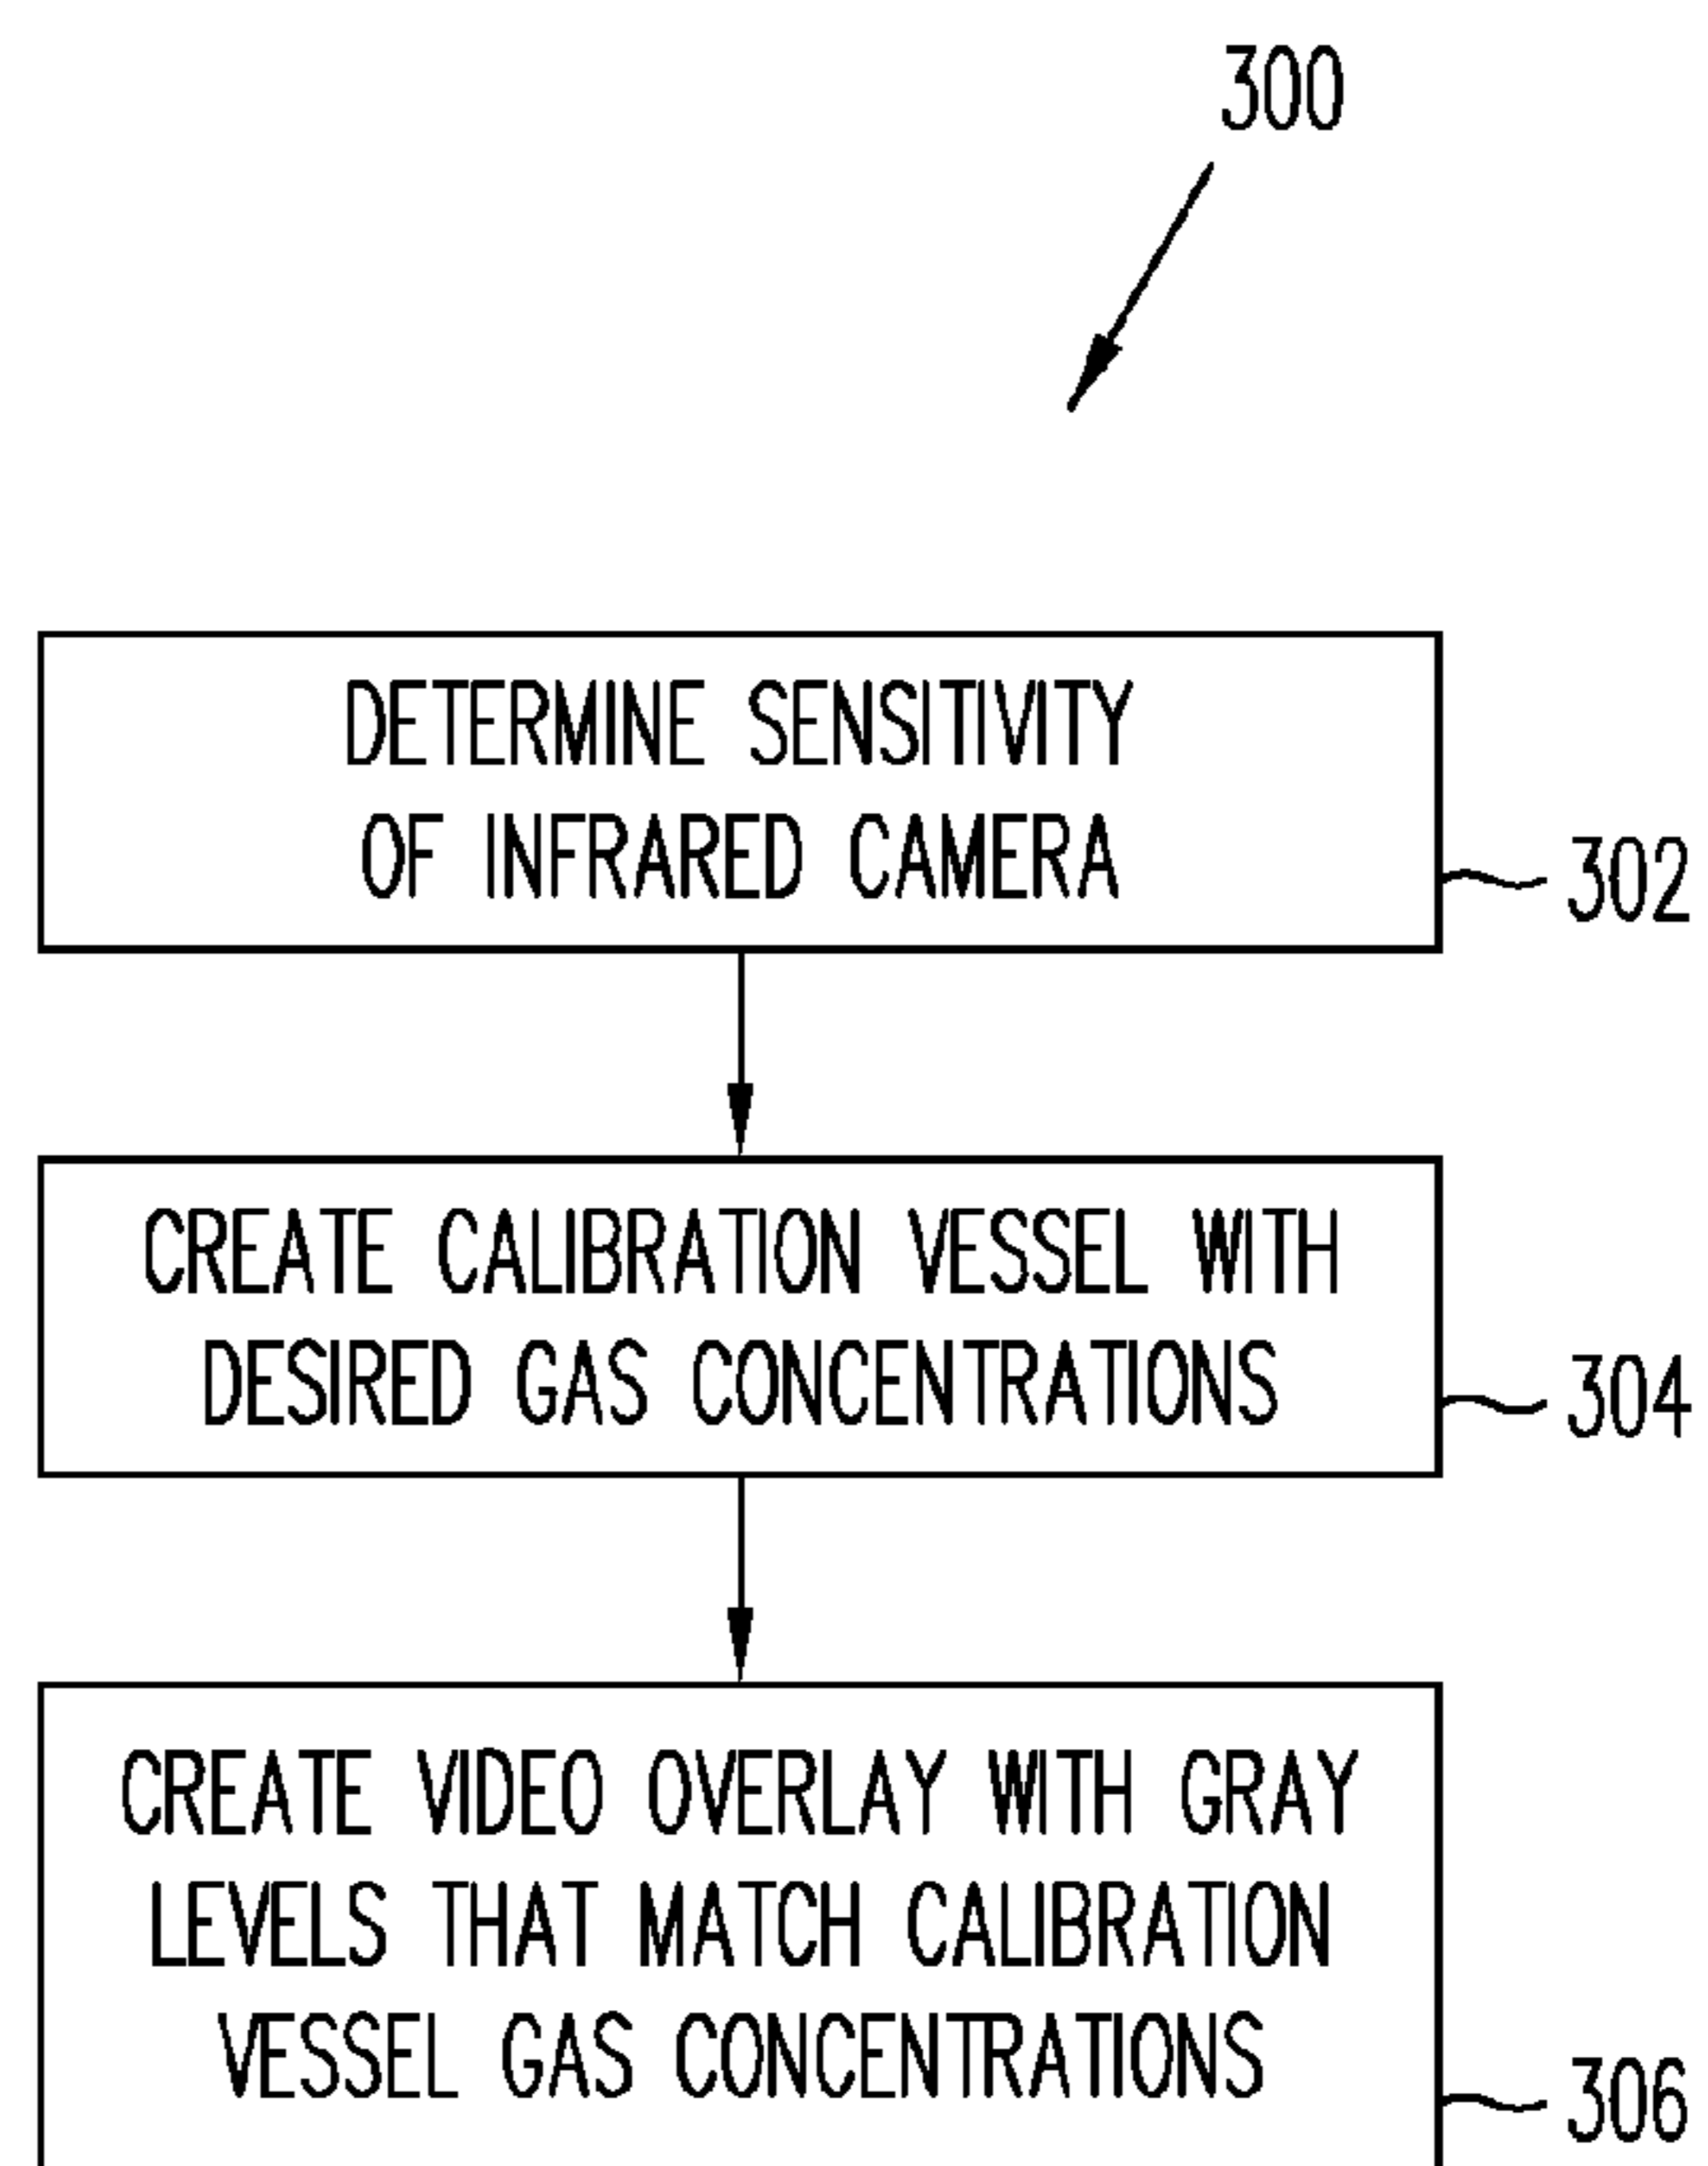 300
DETERMINE SENSITIVITY
OF INFRARED CAMERA
302
CREATE CALIBRATION VESSEL WITH
DESIRED GAS CONCENTRATIONS
304
CREATE VIDEO OVERLAY WITH GRAY
LEVELS THAT MATCH CALIBRATION
VESSEL GAS CONCENTRATIONS
306